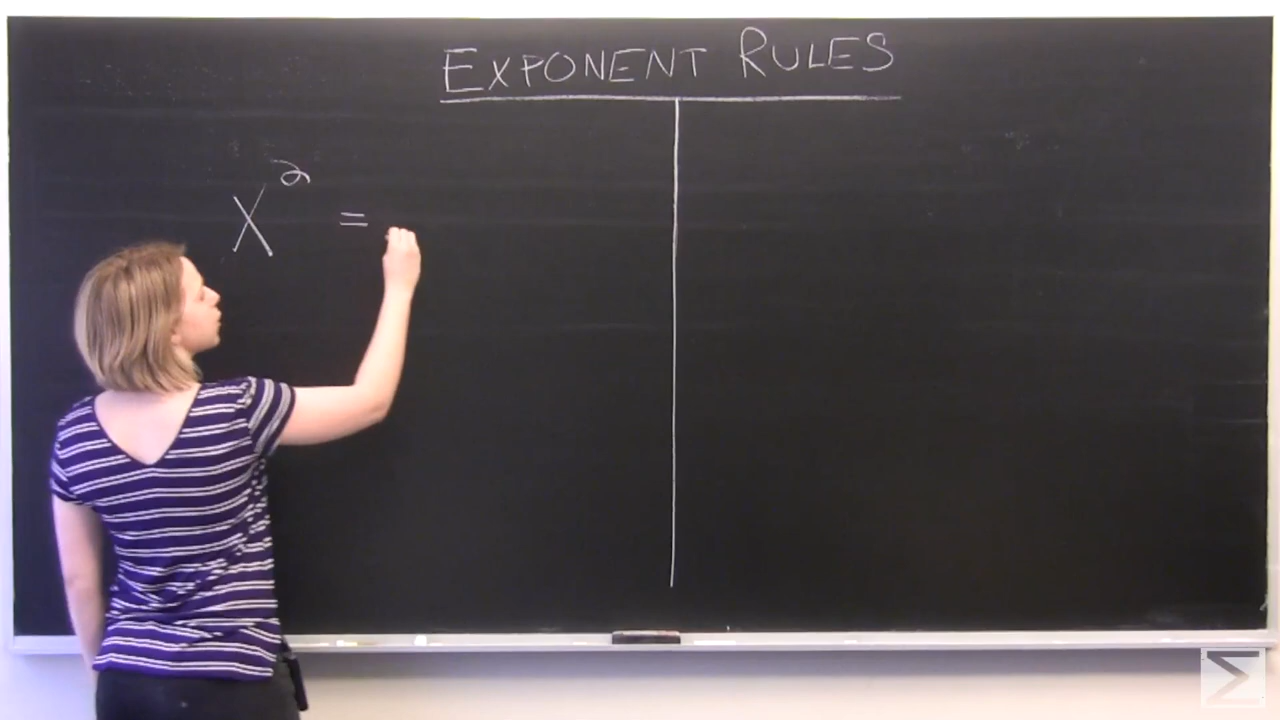 EXPONENT RULES
X² =
Σ